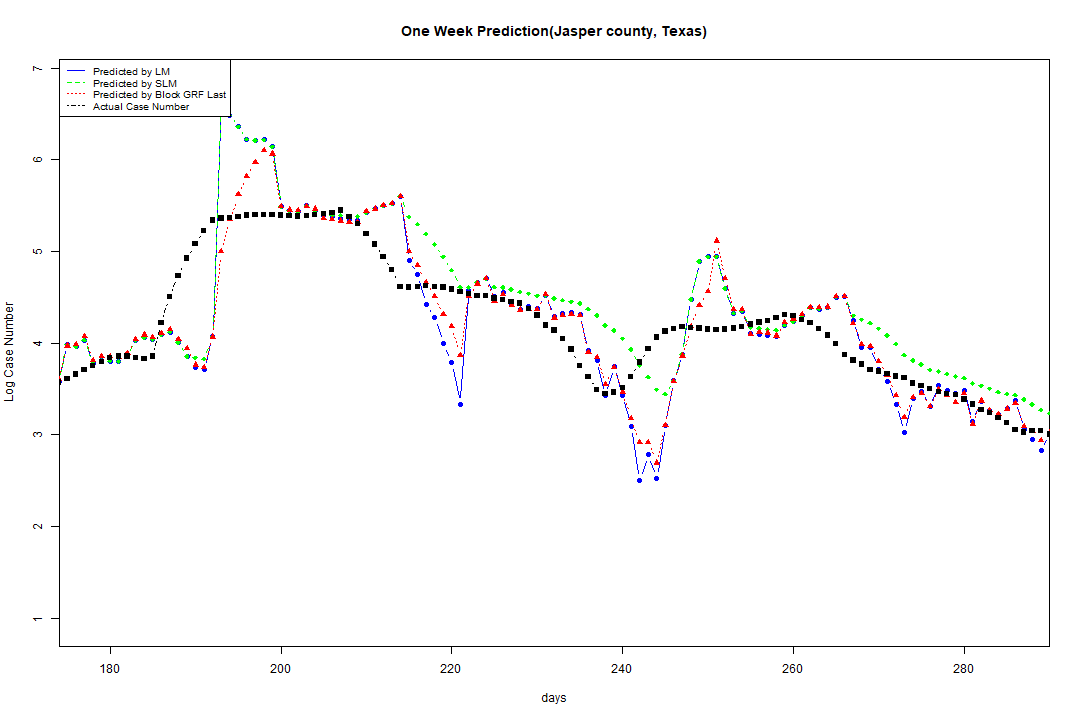 One Week Prediction(Jasper county, Texas)
Predicted by LM
Predicted by SLM
Predicted by Block GRF Last
Actual Case Number
7
6
5
4
3
2
1
Log Case Number
180 200 220 240 260 280
days